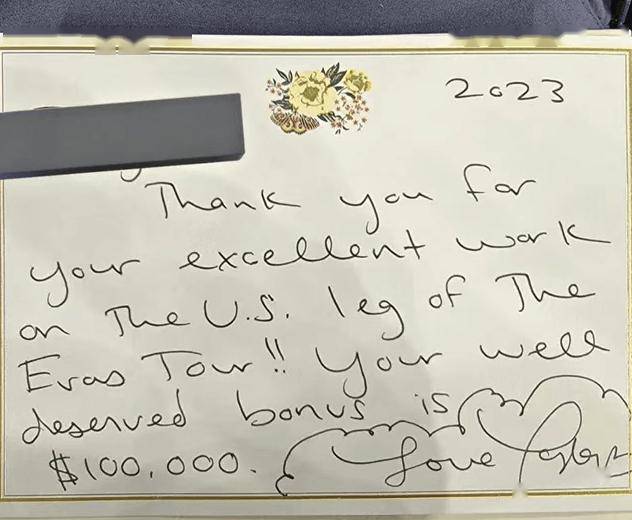 2023
Thank you for
your excellent work
on The U.S. leg of The
Eras Tour!! Your well
deserved bonus is
$100,000.
Love